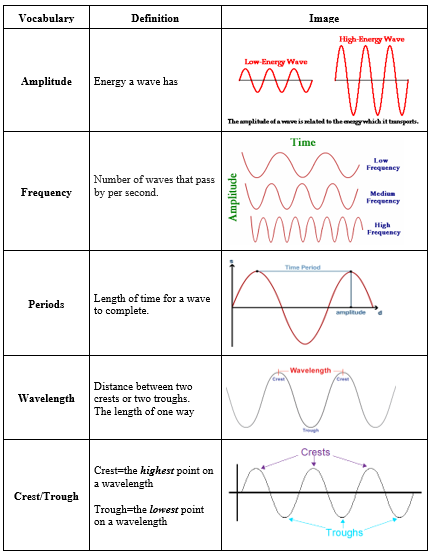 Vocabulary Definition Image
Amplitude
Energy a wave has
Low-Energy Wave
High-Energy Wave
The amplitude of a wave is related to the energy which it transports.
Frequency
Number of waves that pass
by per second.
Time
Amplitude
Low
Frequency
Medium
Frequency
High
Frequency
Periods
Length of time for a wave
to complete.
s
Time Period
amplitude
d
Wavelength
Distance between two
crests or two troughs.
The length of one way
Wavelength
Crest
Crest
Trough
Crest/Trough
Crest=the highest point on
a wavelength
Trough=the lowest point
on a wavelength
Crests
Troughs